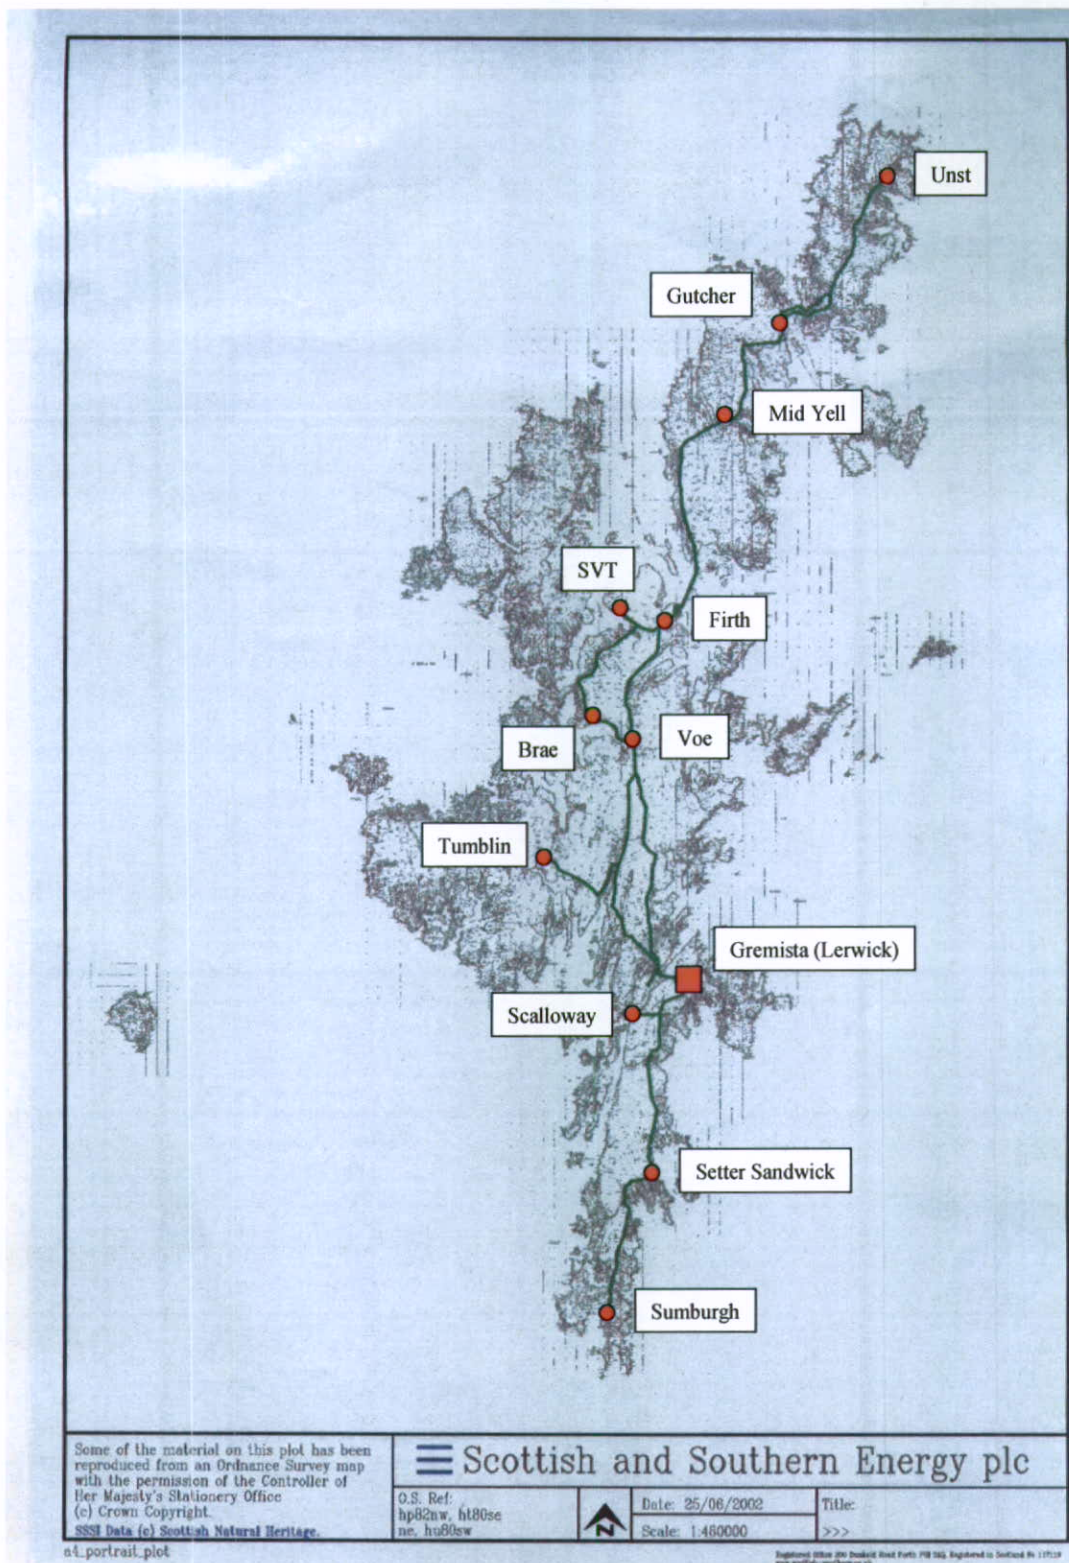 Unst
Gutcher
Mid Yell
SVT
Firth
Brae
Voe
Tumblin
Gremista (Lerwick)
Scalloway
Setter Sandwick
Sumburgh
Some of the material on this plot has been
reproduced from an Ordnance Survey map
with the permission of the Controller of
Her Majesty's Stationery Office
(c) Crown Copyright.
SSSI Data (c) Scottish Natural Heritage.
Scottish and Southern Energy plc
O.S. Ref:
hp82nw, ht80se
ne, hu80sw
N
Date: 25/06/2002
Scale: 1:460000
Title:
>>>
a4_portrait_plot